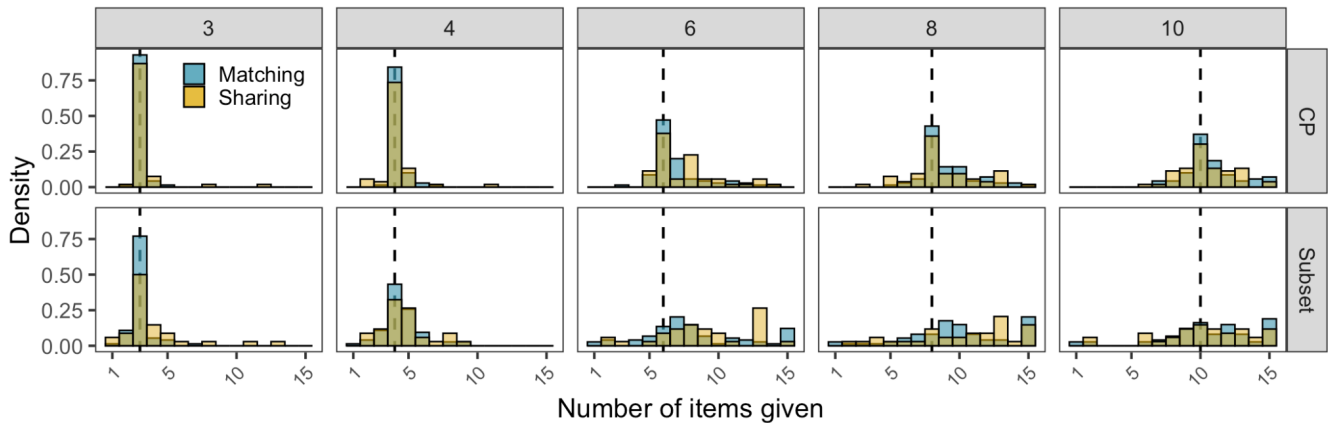 3 4 6 8 10
Matching
Sharing
0.75
0.50
0.25
0.00
CP
Density
0.75
0.50
0.25
0.00
Subset
1 5 10 15 1 5 10 15 1 5 10 15 1 5 10 15 1 5 10 15
Number of items given